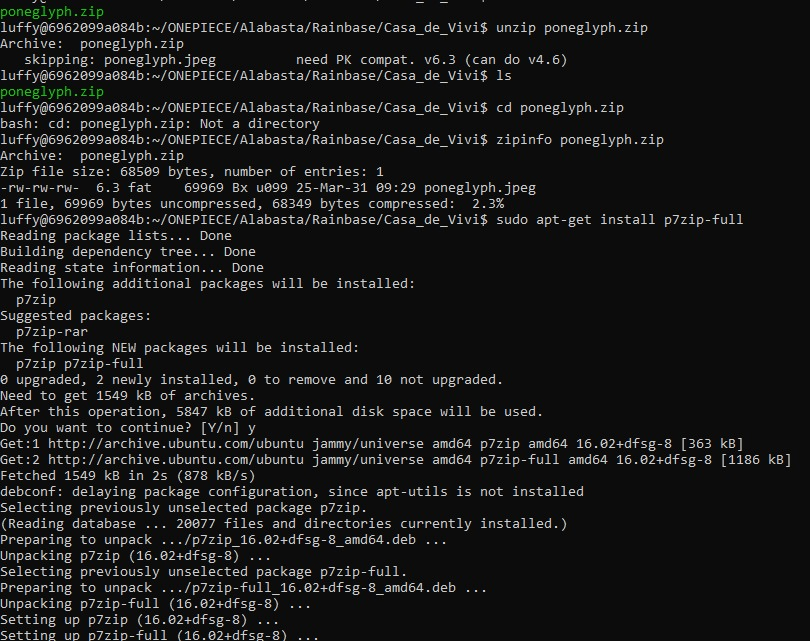 poneglyph.zip
luffy@6962099a084b:~/ONEPIECE/Alabasta/Rainbase/Casa_de_Vivi$ unzip poneglyph.zip
Archive:  poneglyph.zip
   skipping: poneglyph.jpeg          need PK compat. v6.3 (can do v4.6)
luffy@6962099a084b:~/ONEPIECE/Alabasta/Rainbase/Casa_de_Vivi$ ls
poneglyph.zip
luffy@6962099a084b:~/ONEPIECE/Alabasta/Rainbase/Casa_de_Vivi$ cd poneglyph.zip
bash: cd: poneglyph.zip: Not a directory
luffy@6962099a084b:~/ONEPIECE/Alabasta/Rainbase/Casa_de_Vivi$ zipinfo poneglyph.zip
Archive:  poneglyph.zip
Zip file size: 68509 bytes, number of entries: 1
-rw-rw-rw-  6.3 fat    69969 Bx u099 25-Mar-31 09:29 poneglyph.jpeg
1 file, 69969 bytes uncompressed, 68349 bytes compressed:  2.3%
luffy@6962099a084b:~/ONEPIECE/Alabasta/Rainbase/Casa_de_Vivi$ sudo apt-get install p7zip-full
Reading package lists... Done
Building dependency tree... Done
Reading state information... Done
The following additional packages will be installed:
  p7zip
Suggested packages:
  p7zip-rar
The following NEW packages will be installed:
  p7zip p7zip-full
0 upgraded, 2 newly installed, 0 to remove and 10 not upgraded.
Need to get 1549 kB of archives.
After this operation, 5847 kB of additional disk space will be used.
Do you want to continue? [Y/n] y
Get:1 http://archive.ubuntu.com/ubuntu jammy/universe amd64 p7zip amd64 16.02+dfsg-8 [363 kB]
Get:2 http://archive.ubuntu.com/ubuntu jammy/universe amd64 p7zip-full amd64 16.02+dfsg-8 [1186 kB]
Fetched 1549 kB in 2s (878 kB/s)
debconf: delaying package configuration, since apt-utils is not installed
Selecting previously unselected package p7zip.
(Reading database ... 20077 files and directories currently installed.)
Preparing to unpack .../p7zip_16.02+dfsg-8_amd64.deb ...
Unpacking p7zip (16.02+dfsg-8) ...
Selecting previously unselected package p7zip-full.
Preparing to unpack .../p7zip-full_16.02+dfsg-8_amd64.deb ...
Unpacking p7zip-full (16.02+dfsg-8) ...
Setting up p7zip (16.02+dfsg-8) ...
Setting up p7zip-full (16.02+dfsg-8) ...